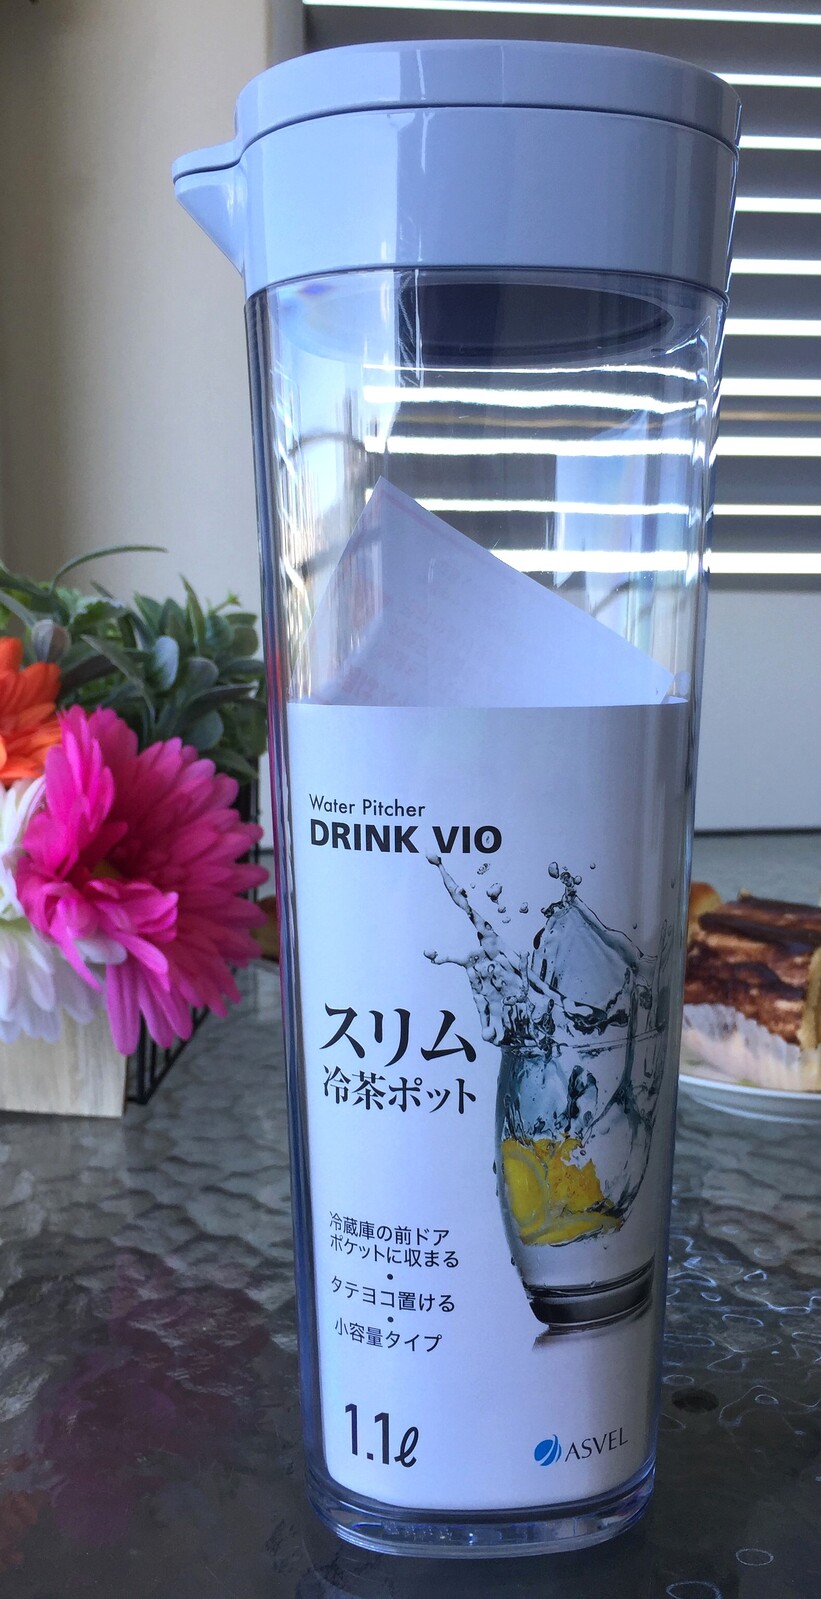 Water Pitcher
DRINK VIO
スリム
冷茶ポット
冷蔵庫の前ドア
ポケットに収まる
・
タテヨコ置ける
・
小容量タイプ
1.1ℓ
ASVEL